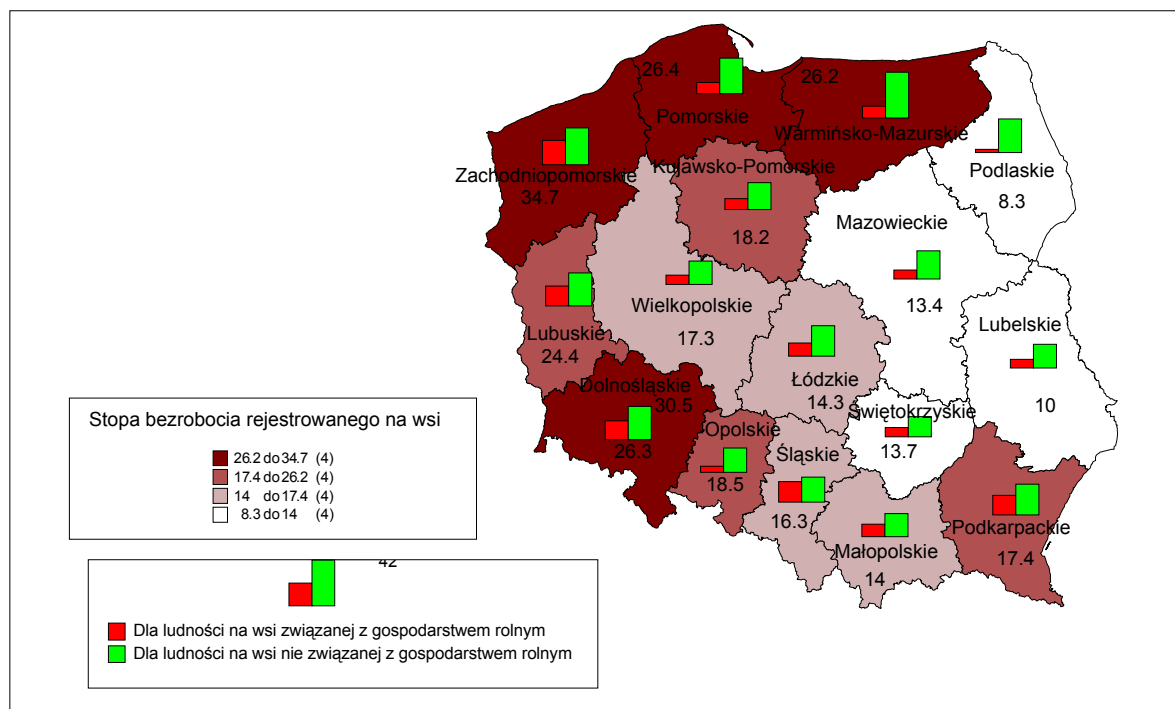 26.4
Pomorskie
26.2
Warmińsko-Mazurskie
Podlaskie
8.3
Zachodniopomorskie
34.7
Kujawsko-Pomorskie
18.2
Mazowieckie
13.4
Wielkopolskie
17.3
Lubuskie
24.4
Lubelskie
10
Łódzkie
14.3
Dolnośląskie
30.5
26.3
Opolskie
18.5
Śląskie
16.3
Świętokrzyskie
13.7
Małopolskie
14
Podkarpackie
17.4
Stopa bezrobocia rejestrowanego na wsi
26.2 do 34.7 (4)
17.4 do 26.2 (4)
14 do 17.4 (4)
8.3 do 14 (4)
42
Dla ludności na wsi związanej z gospodarstwem rolnym
Dla ludności na wsi nie związanej z gospodarstwem rolnym